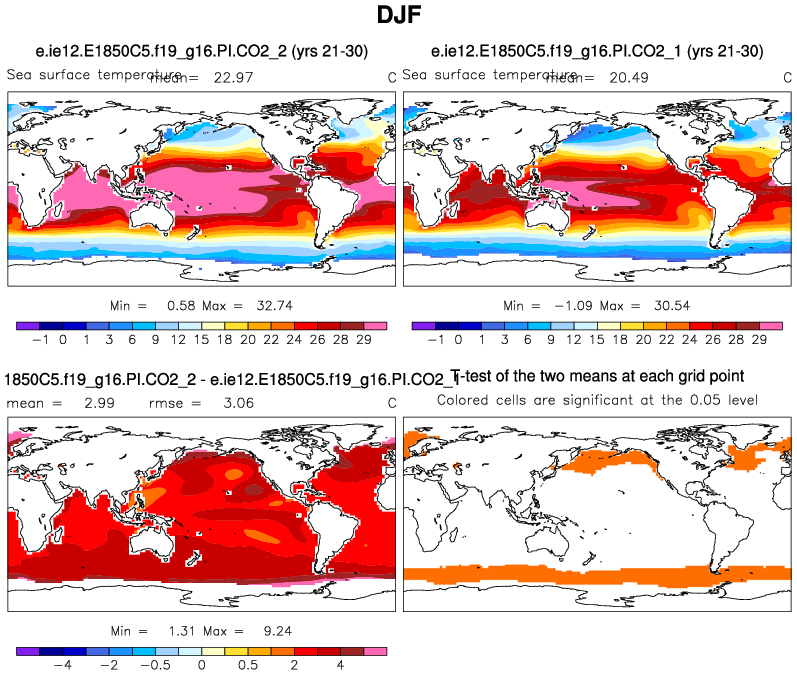 DJF
e.ie12.E1850C5.f19_g16.PI.CO2_2 (yrs 21-30)
Sea surface temperature mean= 22.97 C
Min = 0.58 Max = 32.74
-1 0 1 3 6 9 12 15 18 20 22 24 26 28 29
e.ie12.E1850C5.f19_g16.PI.CO2_1 (yrs 21-30)
Sea surface temperature mean= 20.49 C
Min = -1.09 Max = 30.54
-1 0 1 3 6 9 12 15 18 20 22 24 26 28 29
1850C5.f19_g16.PI.CO2_2 - e.ie12.E1850C5.f19_g16.PI.CO2_1
mean = 2.99 rmse = 3.06 C
Min = 1.31 Max = 9.24
-4 -2 -0.5 0 0.5 2 4
T-test of the two means at each grid point
Colored cells are significant at the 0.05 level